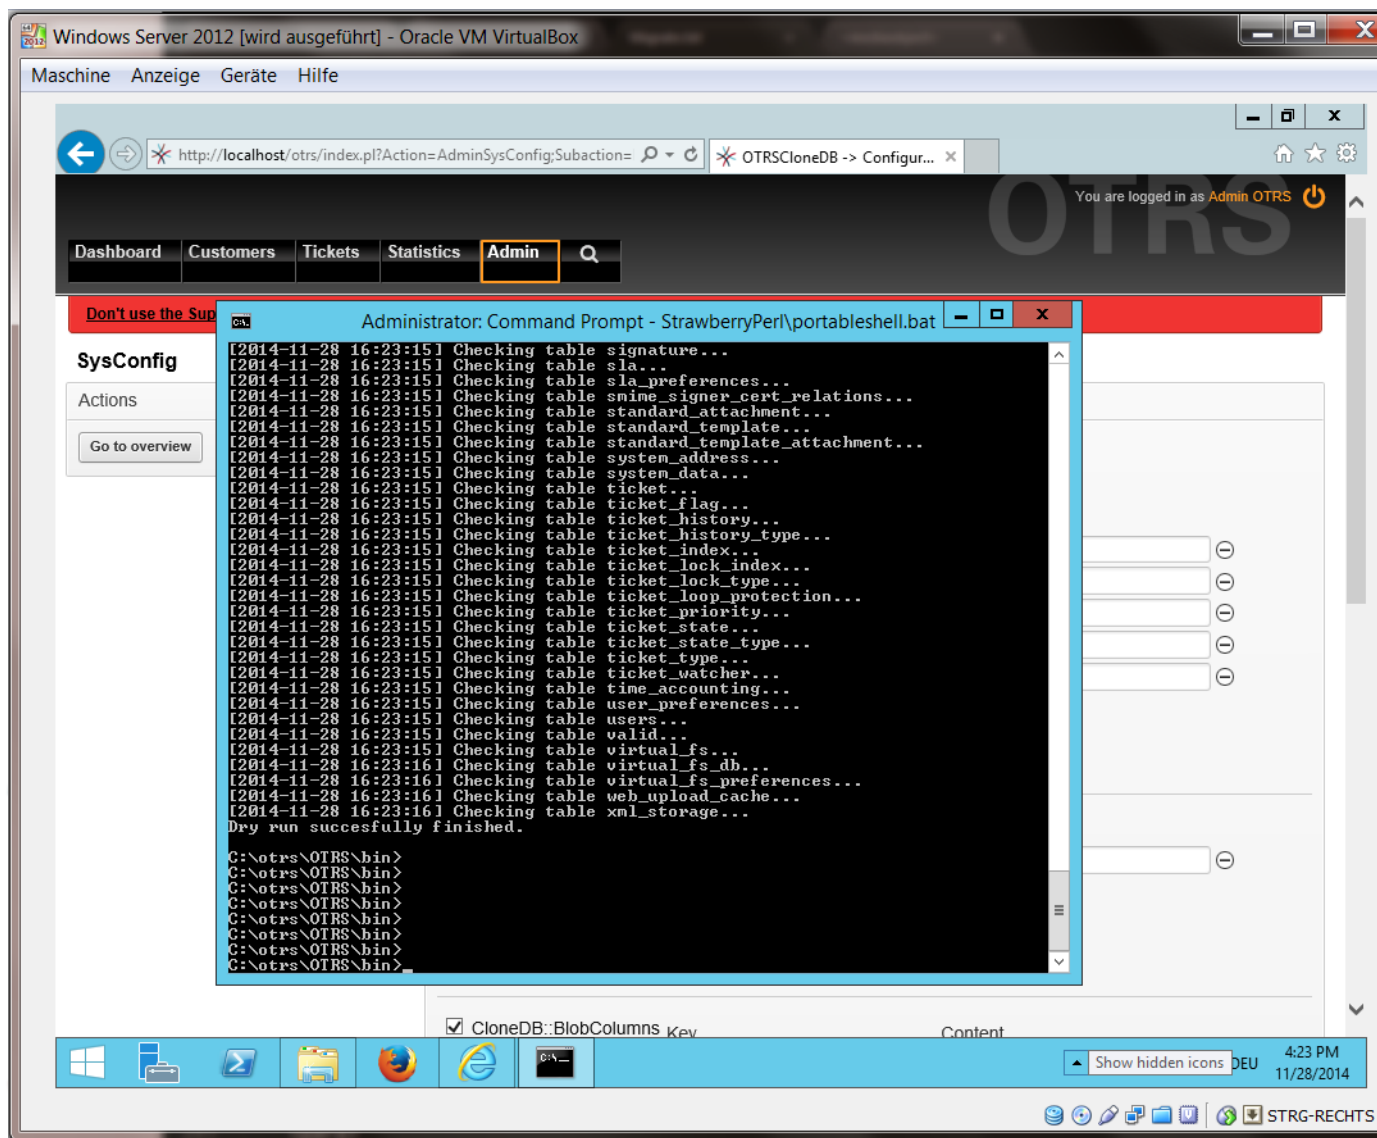 Windows Server 2012 [wird ausgeführt] - Oracle VM VirtualBox
Maschine Anzeige Geräte Hilfe
http://localhost/otrs/index.pl?Action=AdminSysConfig;Subaction=
OTRSCloneDB -> Configur...
OTRS
You are logged in as Admin OTRS
Dashboard Customers Tickets Statistics Admin
Don't use the Sup
Administrator: Command Prompt - StrawberryPerl\portableshell.bat
SysConfig
Actions
Go to overview
[2014-11-28 16:23:15] Checking table signature...
[2014-11-28 16:23:15] Checking table sla...
[2014-11-28 16:23:15] Checking table sla_preferences...
[2014-11-28 16:23:15] Checking table smime_signer_cert_relations...
[2014-11-28 16:23:15] Checking table standard_attachment...
[2014-11-28 16:23:15] Checking table standard_template...
[2014-11-28 16:23:15] Checking table standard_template_attachment...
[2014-11-28 16:23:15] Checking table system_address...
[2014-11-28 16:23:15] Checking table system_data...
[2014-11-28 16:23:15] Checking table ticket...
[2014-11-28 16:23:15] Checking table ticket_flag...
[2014-11-28 16:23:15] Checking table ticket_history...
[2014-11-28 16:23:15] Checking table ticket_history_type...
[2014-11-28 16:23:15] Checking table ticket_index...
[2014-11-28 16:23:15] Checking table ticket_lock_index...
[2014-11-28 16:23:15] Checking table ticket_lock_type...
[2014-11-28 16:23:15] Checking table ticket_loop_protection...
[2014-11-28 16:23:15] Checking table ticket_priority...
[2014-11-28 16:23:15] Checking table ticket_state...
[2014-11-28 16:23:15] Checking table ticket_state_type...
[2014-11-28 16:23:15] Checking table ticket_type...
[2014-11-28 16:23:15] Checking table ticket_watcher...
[2014-11-28 16:23:15] Checking table time_accounting...
[2014-11-28 16:23:15] Checking table user_preferences...
[2014-11-28 16:23:15] Checking table users...
[2014-11-28 16:23:15] Checking table valid...
[2014-11-28 16:23:15] Checking table virtual_fs...
[2014-11-28 16:23:16] Checking table virtual_fs_db...
[2014-11-28 16:23:16] Checking table virtual_fs_preferences...
[2014-11-28 16:23:16] Checking table web_upload_cache...
[2014-11-28 16:23:16] Checking table xml_storage...
Dry run succesfully finished.
C:\otrs\OTRS\bin>
C:\otrs\OTRS\bin>
C:\otrs\OTRS\bin>
C:\otrs\OTRS\bin>
C:\otrs\OTRS\bin>
C:\otrs\OTRS\bin>
C:\otrs\OTRS\bin>
C:\otrs\OTRS\bin>_
CloneDB::BlobColumns Key Content
Show hidden icons DEU
4:23 PM
11/28/2014
STRG-RECHTS